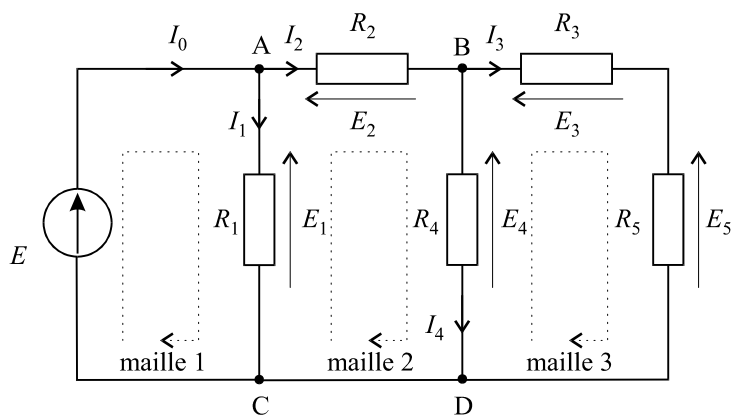 I0 A I2 R2 B I3 R3
I1 E2 E3
E R1 E1 R4 E4 R5 E5
I4
maille 1 maille 2 maille 3
C D